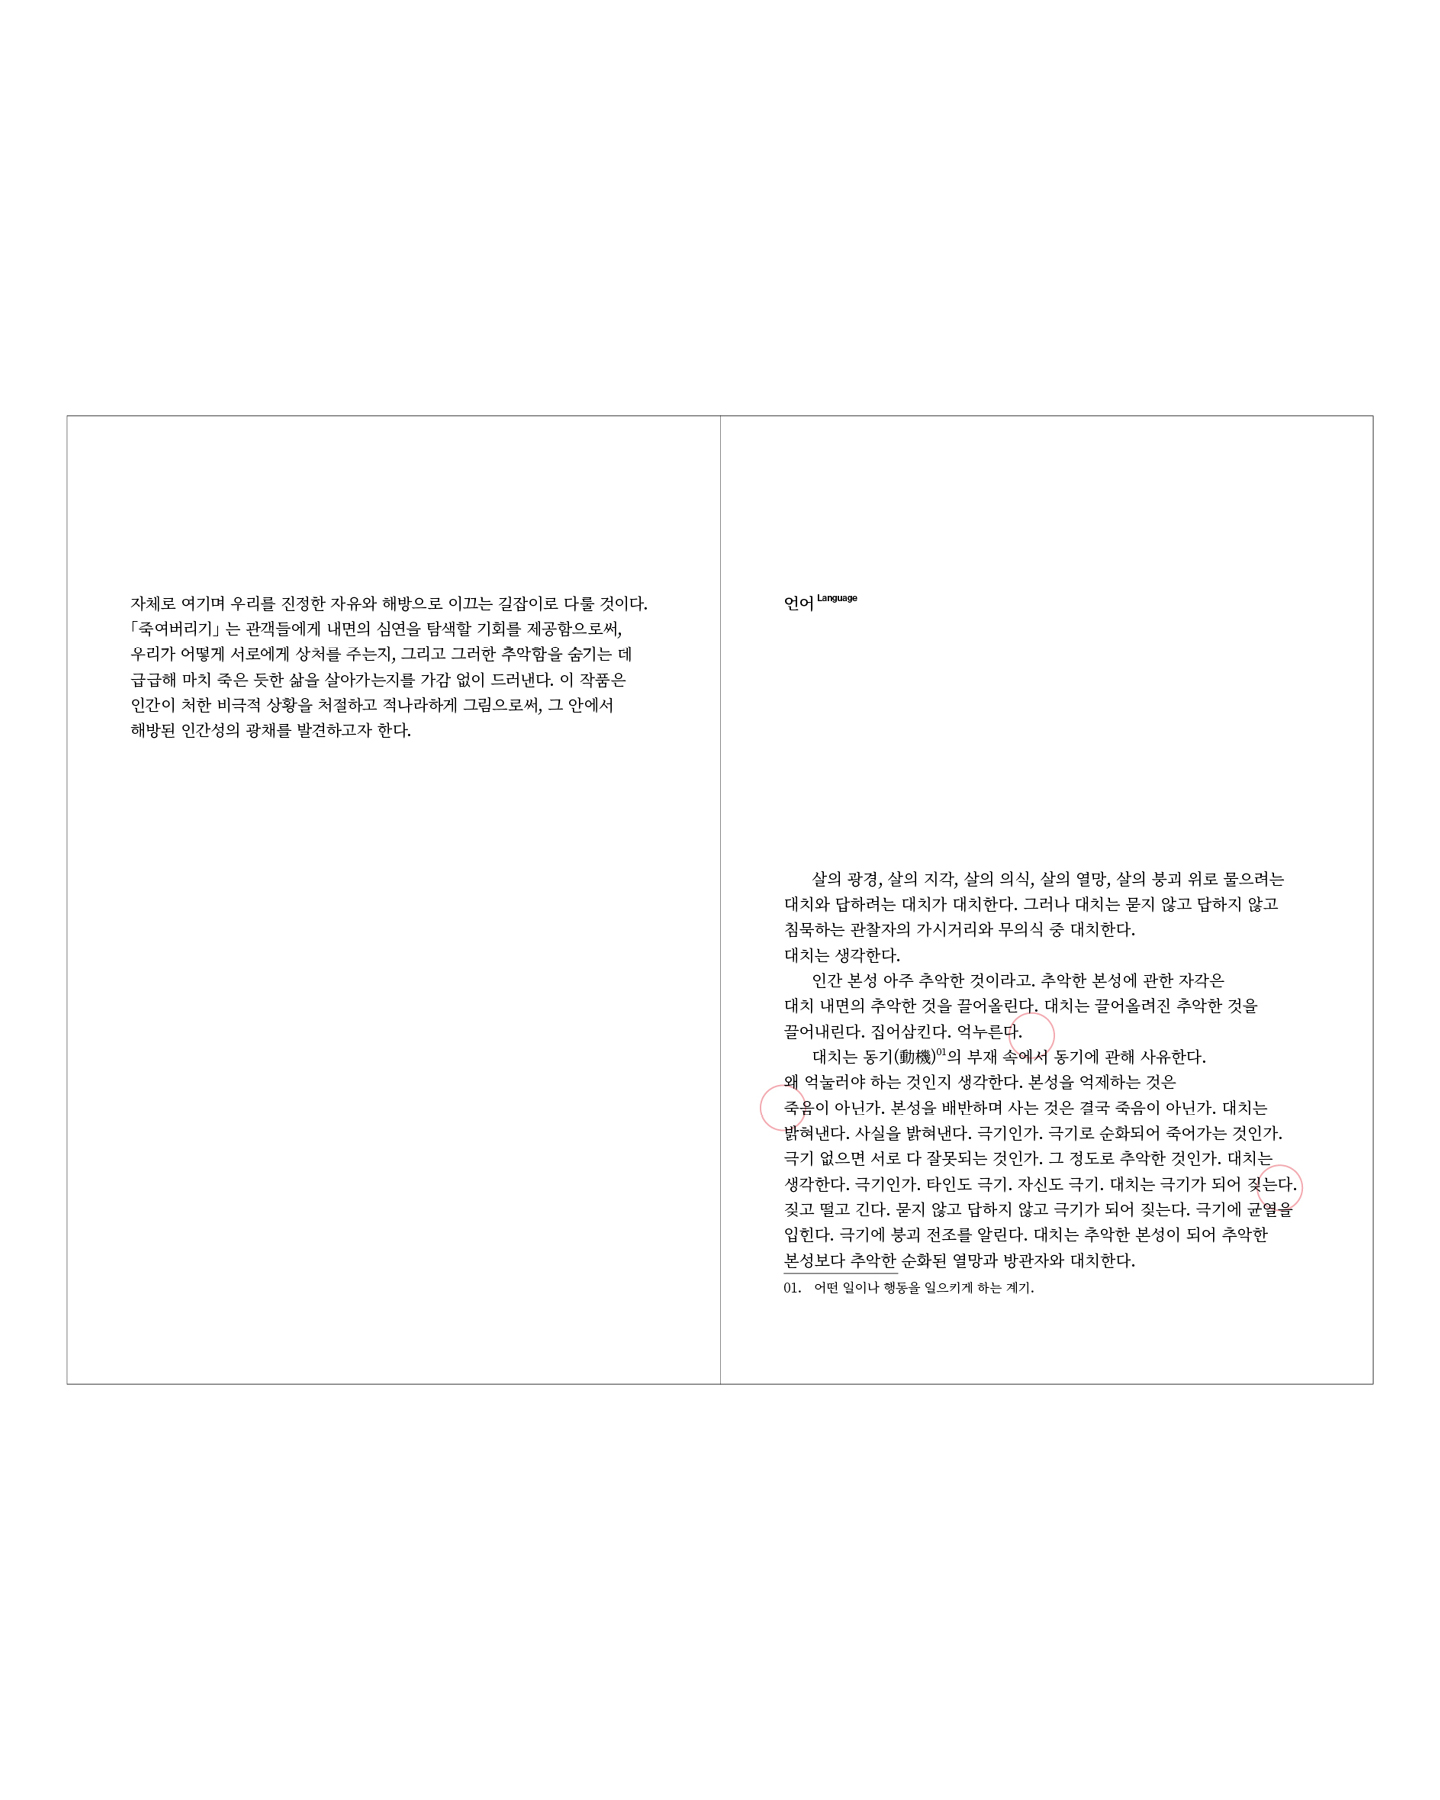 자체로 여기며 우리를 진정한 자유와 해방으로 이끄는 길잡이로 다룰 것이다.
「죽여버리기」 는 관객들에게 내면의 심연을 탐색할 기회를 제공함으로써,
우리가 어떻게 서로에게 상처를 주는지, 그리고 그러한 추악함을 숨기는 데
급급해 마치 죽은 듯한 삶을 살아가는지를 가감 없이 드러낸다. 이 작품은
인간이 처한 비극적 상황을 처절하고 적나라하게 그림으로써, 그 안에서
해방된 인간성의 광채를 발견하고자 한다.
언어 Language
살의 광경, 살의 지각, 살의 의식, 살의 열망, 살의 붕괴 위로 물으려는
대치와 답하려는 대치가 대치한다. 그러나 대치는 묻지 않고 답하지 않고
침묵하는 관찰자의 가시거리와 무의식 중 대치한다.
대치는 생각한다.
인간 본성 아주 추악한 것이라고. 추악한 본성에 관한 자각은
대치 내면의 추악한 것을 끌어올린다. 대치는 끌어올려진 추악한 것을
끌어내린다. 집어삼킨다. 억누른다.
대치는 동기(動機)01의 부재 속에서 동기에 관해 사유한다.
왜 억눌러야 하는 것인지 생각한다. 본성을 억제하는 것은
죽음이 아닌가. 본성을 배반하며 사는 것은 결국 죽음이 아닌가. 대치는
밝혀낸다. 사실을 밝혀낸다. 극기인가. 극기로 순화되어 죽어가는 것인가.
극기 없으면 서로 다 잘못되는 것인가. 그 정도로 추악한 것인가. 대치는
생각한다. 극기인가. 타인도 극기. 자신도 극기. 대치는 극기가 되어 짖는다.
짖고 떨고 긴다. 묻지 않고 답하지 않고 극기가 되어 짖는다. 극기에 균열을
입힌다. 극기에 붕괴 전조를 알린다. 대치는 추악한 본성이 되어 추악한
본성보다 추악한 순화된 열망과 방관자와 대치한다.
01. 어떤 일이나 행동을 일으키게 하는 계기.